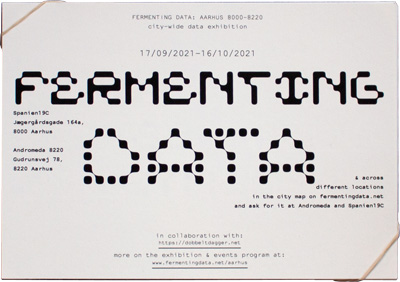 FERMENTING DATA: AARHUS 8000-8220
city-wide data exhibition
17/09/2021-16/10/2021
FERMENTING
DATA
Spanien19C
Jægergårdsgade 164a,
8000 Aarhus
Andromeda 8220
Gudrunsvej 78,
8220 Aarhus
& across
different locations
in the city map on fermentingdata.net
and ask for it at Andromeda and Spanien19C
in collaboration with:
https://dobbeltdagger.net
more on the exhibition & events program at:
www.fermentingdata.net/aarhus